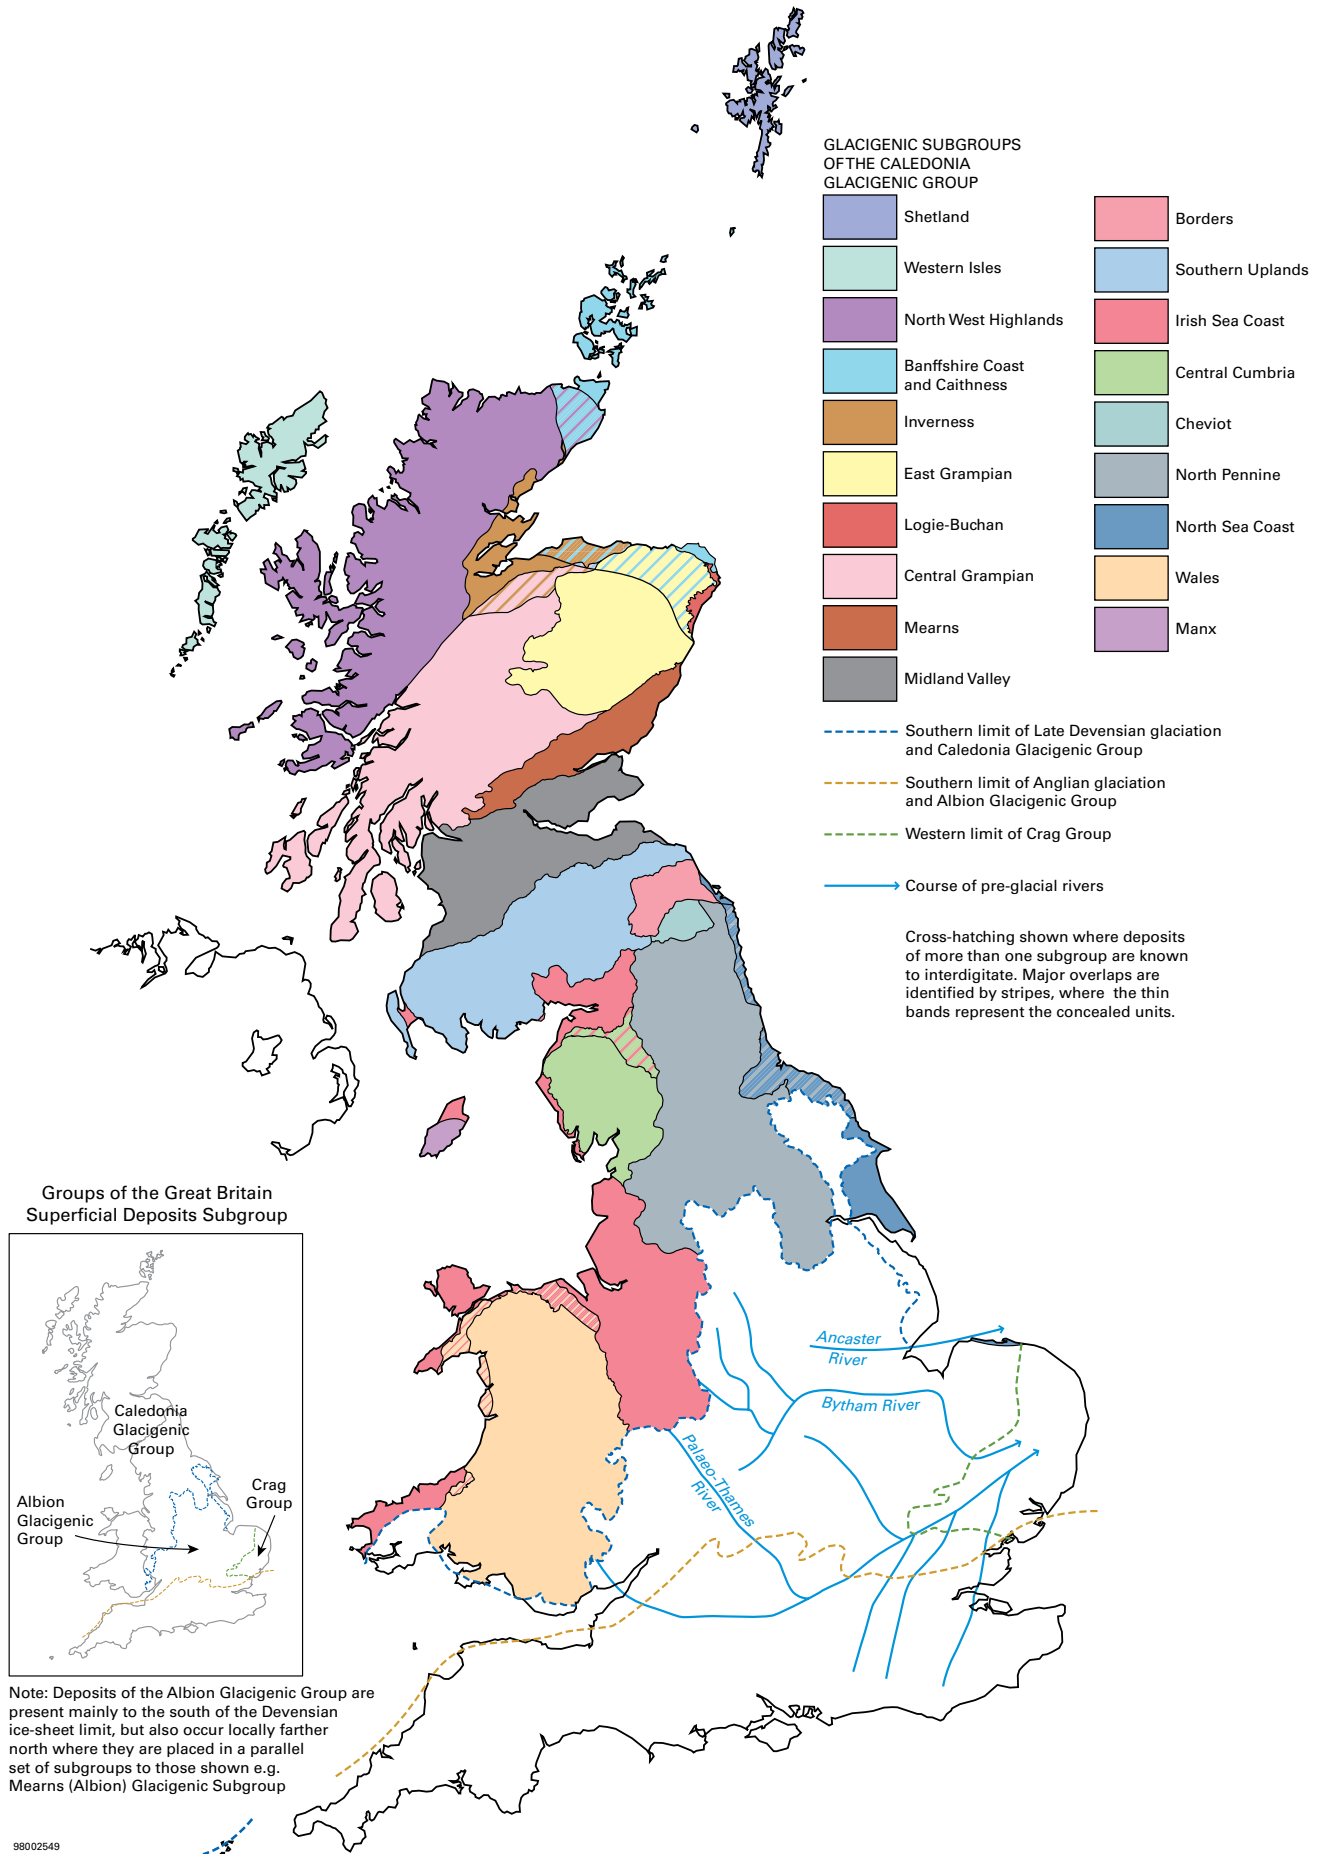 GLACIGENIC SUBGROUPS
OF THE CALEDONIA
GLACIGENIC GROUP
Shetland
Western Isles
North West Highlands
Banffshire Coast
and Caithness
Inverness
East Grampian
Logie-Buchan
Central Grampian
Mearns
Midland Valley
Borders
Southern Uplands
Irish Sea Coast
Central Cumbria
Cheviot
North Pennine
North Sea Coast
Wales
Manx
Southern limit of Late Devensian glaciation
and Caledonia Glacigenic Group
Southern limit of Anglian glaciation
and Albion Glacigenic Group
Western limit of Crag Group
Course of pre-glacial rivers
Cross-hatching shown where deposits
of more than one subgroup are known
to interdigitate. Major overlaps are
identified by stripes, where the thin
bands represent the concealed units.
Ancaster
River
Bytham River
Palaeo-Thames
River
Groups of the Great Britain
Superficial Deposits Subgroup
Caledonia
Glacigenic
Group
Crag
Group
Albion
Glacigenic
Group
Note: Deposits of the Albion Glacigenic Group are
present mainly to the south of the Devensian
ice-sheet limit, but also occur locally farther
north where they are placed in a parallel
set of subgroups to those shown e.g.
Mearns (Albion) Glacigenic Subgroup
98002549